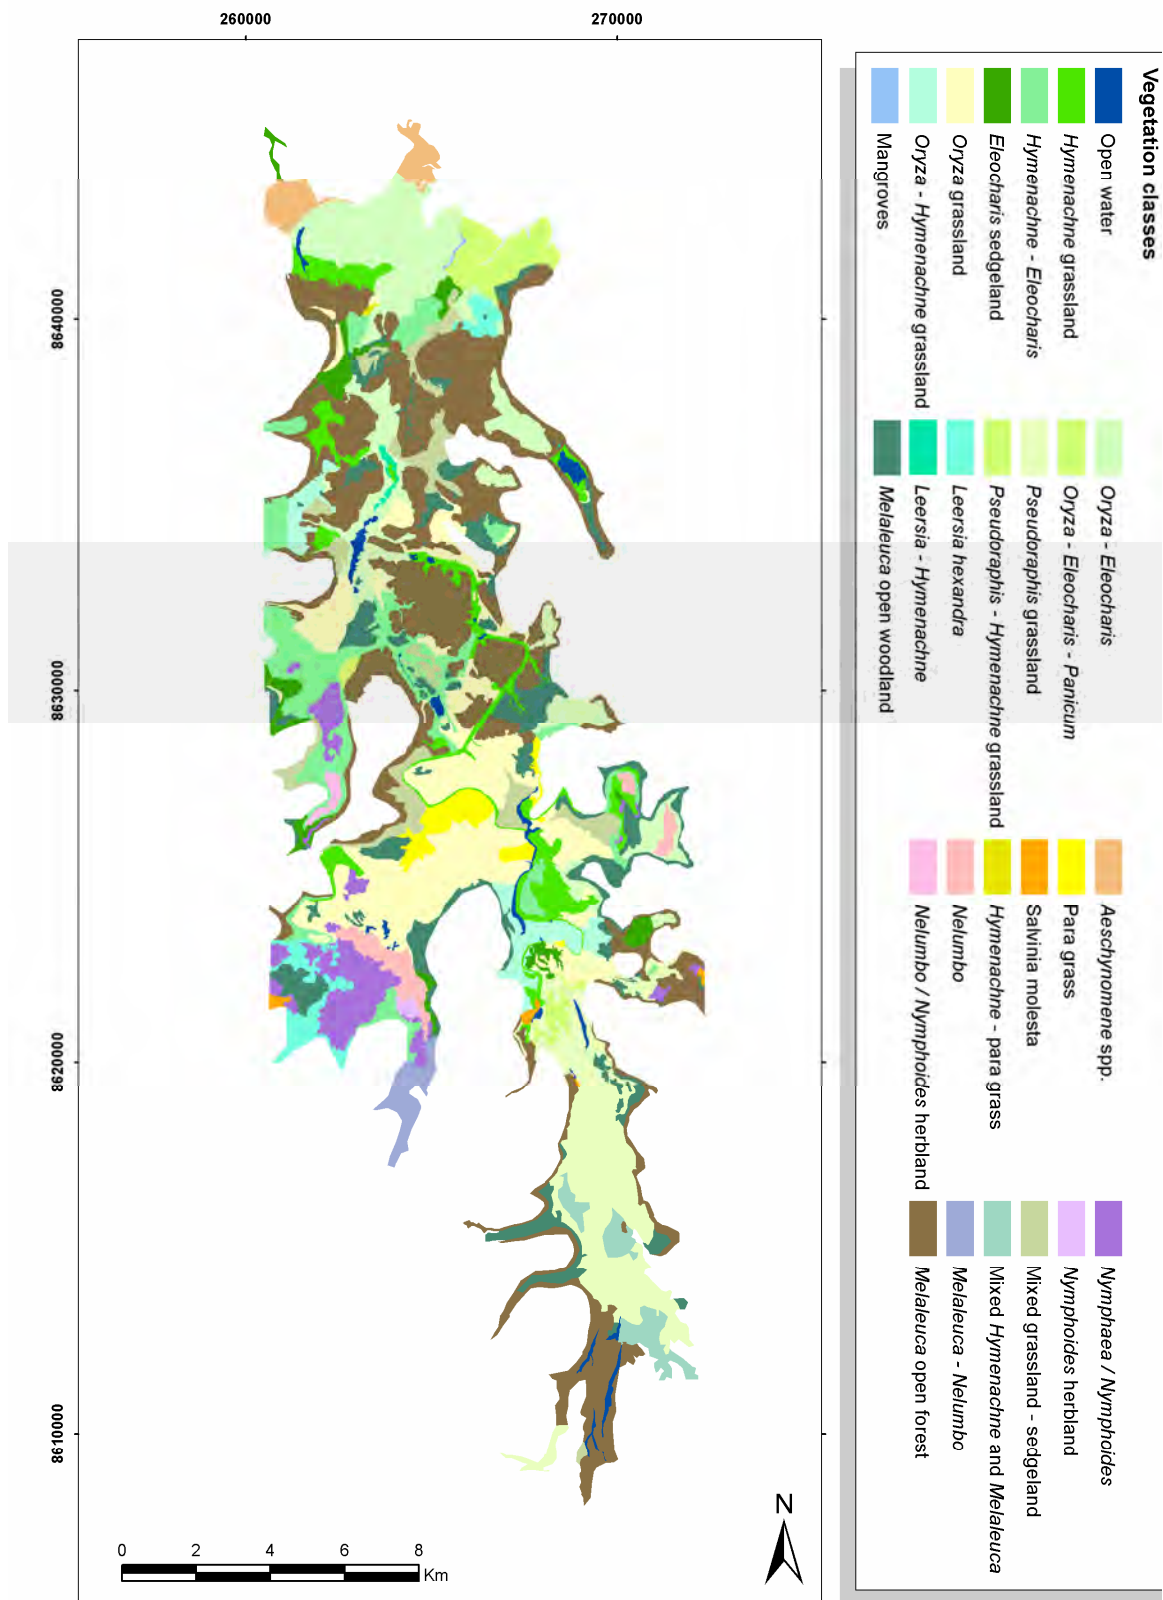 260000
270000
8640000
8630000
8620000
8610000
0 2 4 6 8
Km
N
Vegetation classes
Open water
Hymenachne grassland
Hymenachne - Eleocharis
Eleocharis sedgeland
Oryza grassland
Oryza - Hymenachne grassland
Mangroves
Oryza - Eleocharis
Oryza - Eleocharis - Panicum
Pseudoraphis grassland
Pseudoraphis - Hymenachne grassland
Leersia hexandra
Leersia - Hymenachne
Melaleuca open woodland
Aeschynomene spp.
Para grass
Salvinia molesta
Hymenachne - para grass
Nelumbo
Nelumbo / Nymphoides herbland
Nymphaea / Nymphoides
Nymphoides herbland
Mixed grassland - sedgeland
Mixed Hymenachne and Melaleuca
Melaleuca - Nelumbo
Melaleuca open forest